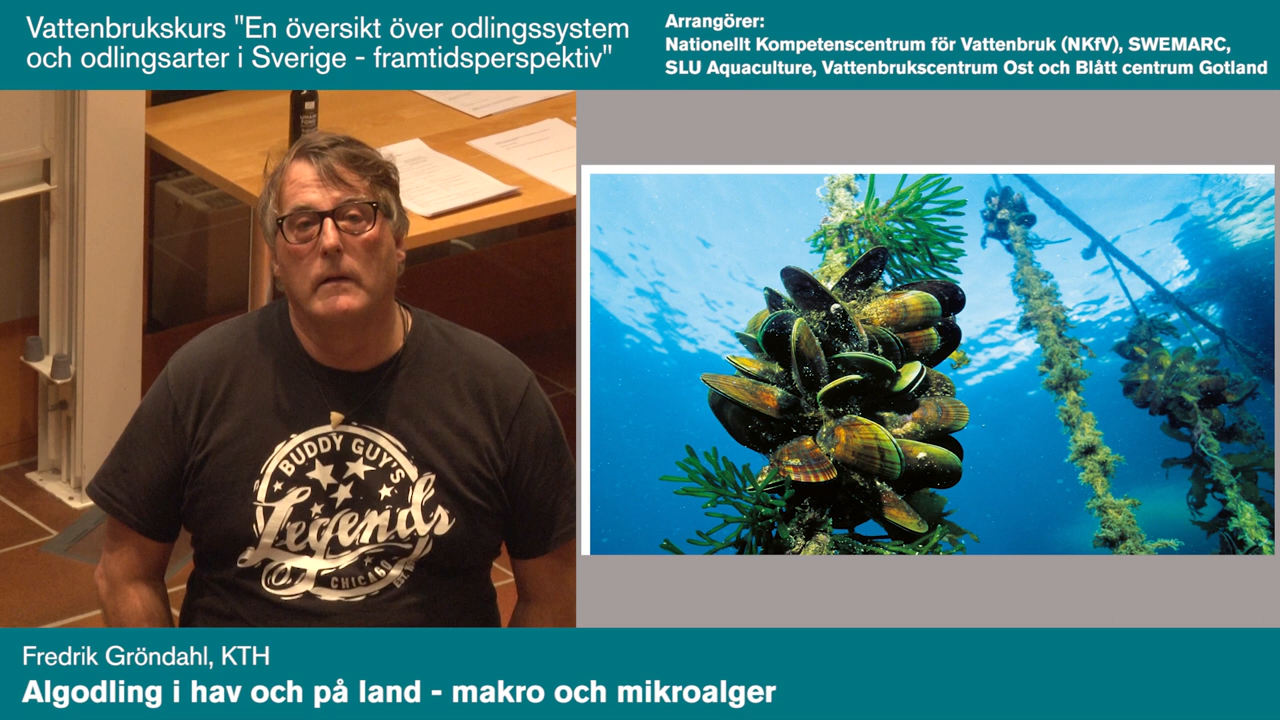 Vattenbrukskurs "En översikt över odlingssystem
och odlingsarter i Sverige - framtidsperspektiv"
Arrangörer:
Nationellt Kompetenscentrum för Vattenbruk (NKfV), SWEMARC,
SLU Aquaculture, Vattenbrukscentrum Ost och Blått centrum Gotland
BUDDY GUY'S
Legends
CHICAGO
Fredrik Gröndahl, KTH
Algodling i hav och på land - makro och mikroalger